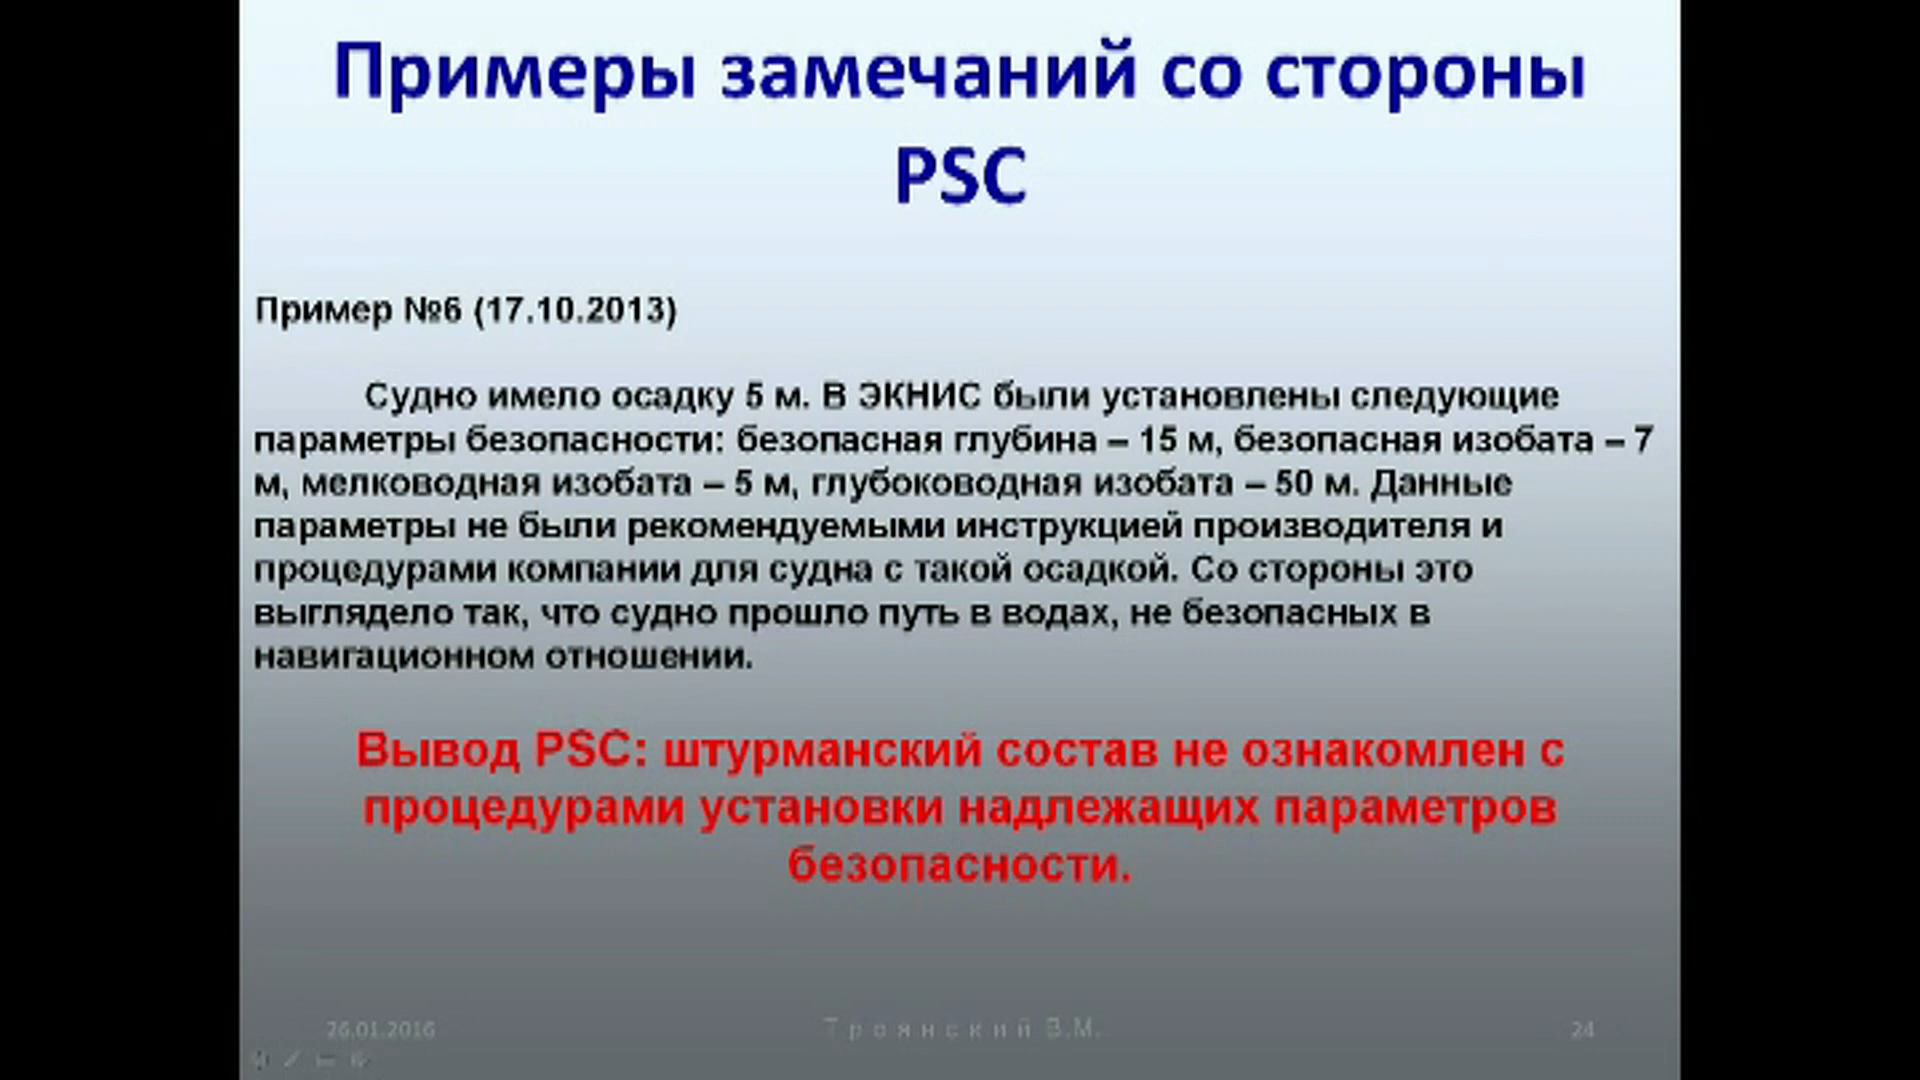 Примеры замечаний со стороны
PSC
Пример №6 (17.10.2013)
Судно имело осадку 5 м. В ЭКНИС были установлены следующие
параметры безопасности: безопасная глубина – 15 м, безопасная изобата – 7
м, мелководная изобата – 5 м, глубоководная изобата – 50 м. Данные
параметры не были рекомендуемыми инструкцией производителя и
процедурами компании для судна с такой осадкой. Со стороны это
выглядело так, что судно прошло путь в водах, не безопасных в
навигационном отношении.
Вывод PSC: штурманский состав не ознакомлен с
процедурами установки надлежащих параметров
безопасности.
26.01.2016
Троянский В.М.
24